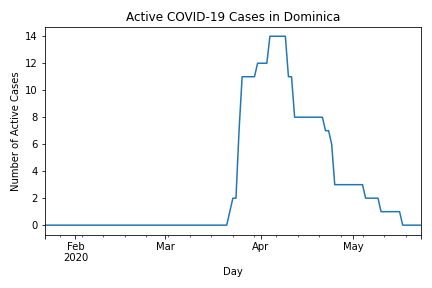 Active COVID-19 Cases in Dominica
Number of Active Cases
14
12
10
8
6
4
2
0
Feb Mar Apr May
2020
Day